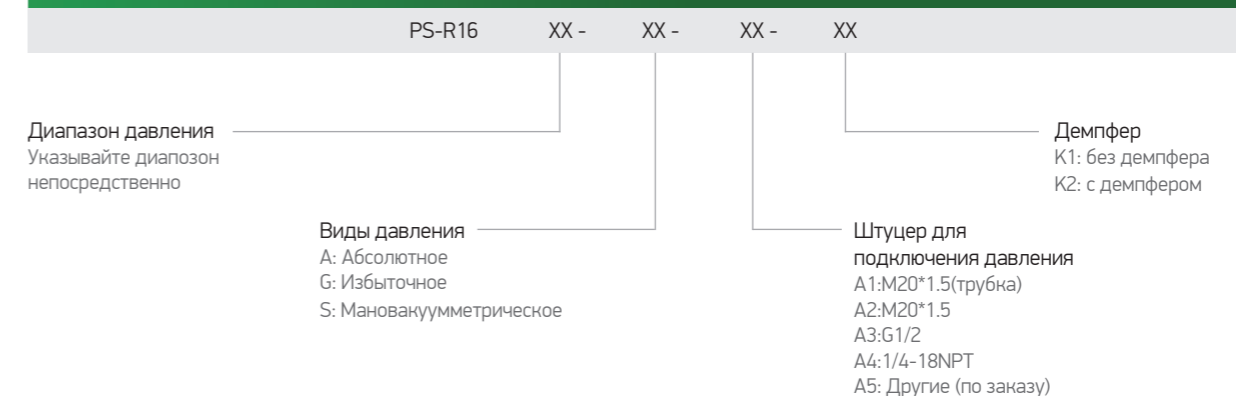 PS-R16 XX - XX - XX - XX
Диапазон давления
Указывайте диапозон
непосредственно
Виды давления
A: Абсолютное
G: Избыточное
S: Мановакуумметрическое
Штуцер для
подключения давления
A1:M20*1.5(трубка)
A2:M20*1.5
A3:G1/2
A4:1/4-18NPT
A5: Другие (по заказу)
Демпфер
K1: без демпфера
K2: с демпфером